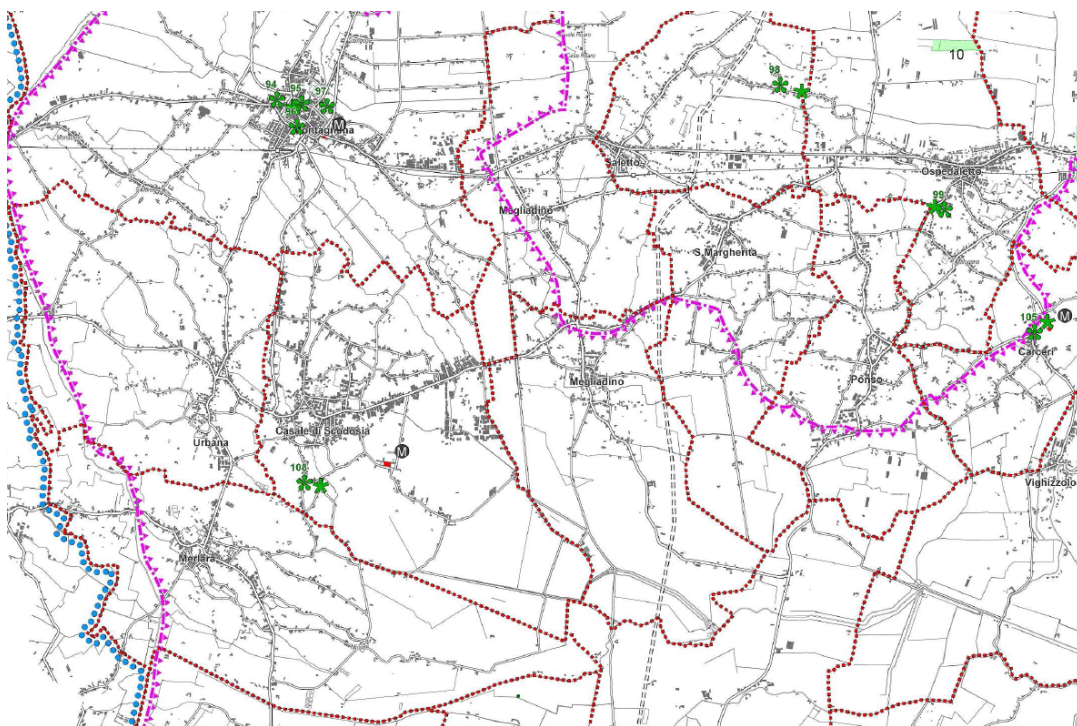 10
93
94
95
97
M
Montagnana
Saletto
Ospedaletto
99
Megliadino
S.Margherita
105
M
Carceri
Ponso
Megliadino
Casale di Scodosia
Urbana
M
108
Vighizzolo
Merlara